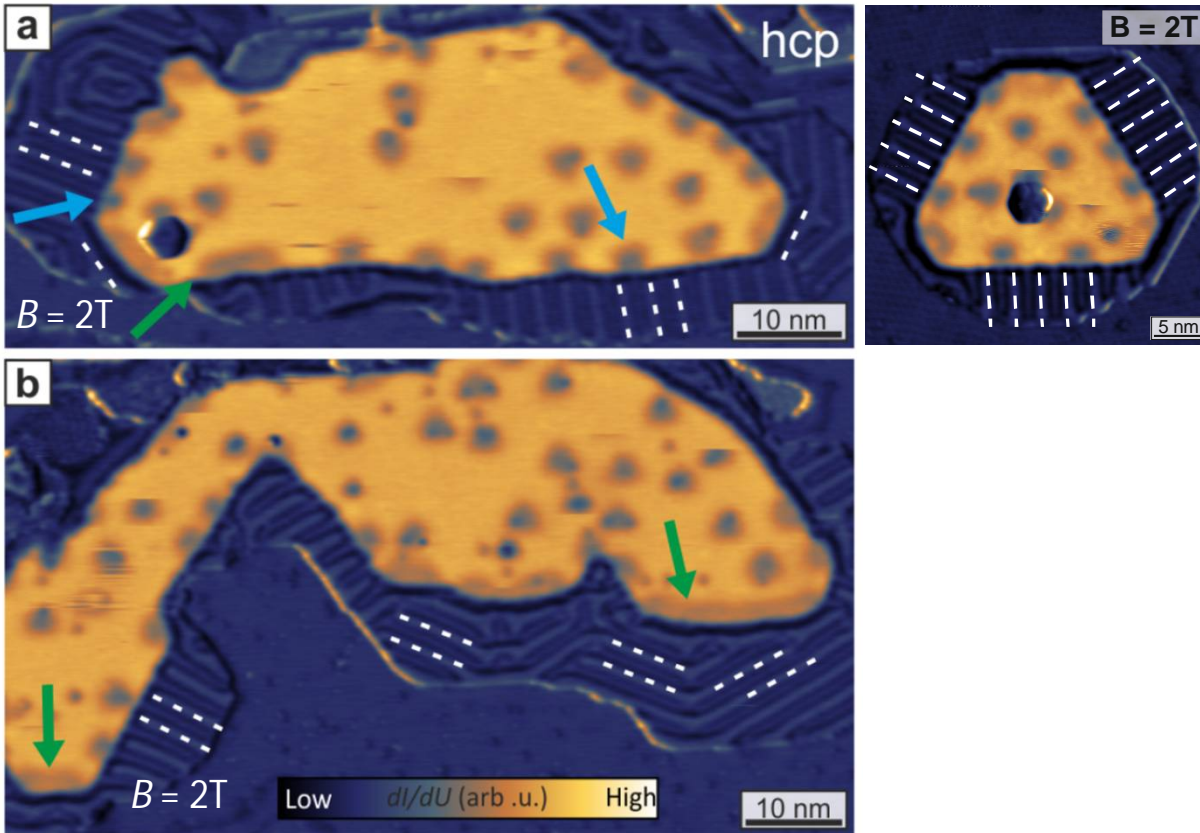 a
hcp
B = 2T
10 nm
B = 2T
5 nm
b
B = 2T
Low dI/dU (arb .u.) High
10 nm